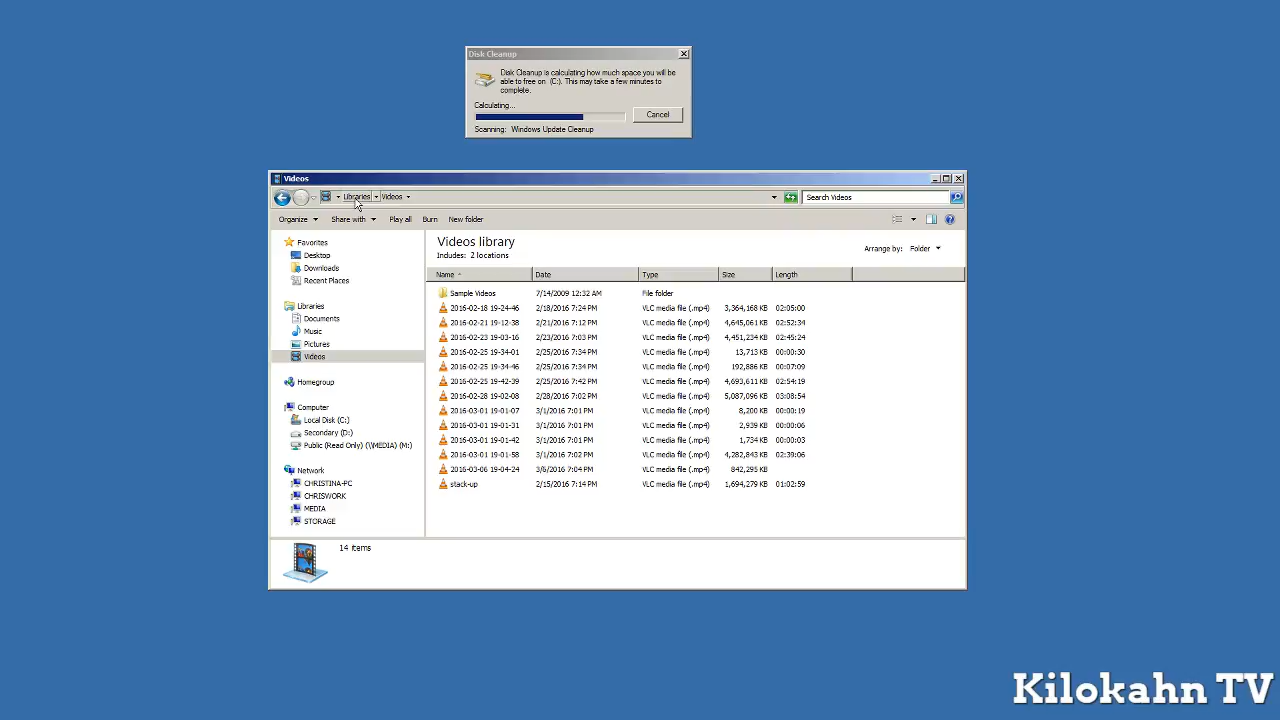 Disk Cleanup
Disk Cleanup is calculating how much space you will be
able to free on (C:). This may take a few minutes to
complete.
Calculating...
Cancel
Scanning: Windows Update Cleanup
Videos
Libraries Videos
Search Videos
Organize Share with Play all Burn New folder
Favorites
Desktop
Downloads
Recent Places
Libraries
Documents
Music
Pictures
Videos
Homegroup
Computer
Local Disk (C:)
Secondary (D:)
Public (Read Only) (\\MEDIA) (M:)
Network
CHRISTINA-PC
CHRISWORK
MEDIA
STORAGE
Videos library
Includes: 2 locations
Arrange by: Folder
Name Date Type Size Length
Sample Videos 7/14/2009 12:32 AM File folder
2016-02-18 19-24-46 2/18/2016 7:24 PM VLC media file (.mp4) 3,364,168 KB 02:05:00
2016-02-21 19-12-38 2/21/2016 7:12 PM VLC media file (.mp4) 4,645,061 KB 02:52:34
2016-02-23 19-03-16 2/23/2016 7:03 PM VLC media file (.mp4) 4,451,234 KB 02:45:24
2016-02-25 19-34-01 2/25/2016 7:34 PM VLC media file (.mp4) 13,713 KB 00:00:30
2016-02-25 19-34-46 2/25/2016 7:34 PM VLC media file (.mp4) 192,886 KB 00:07:09
2016-02-25 19-42-39 2/25/2016 7:42 PM VLC media file (.mp4) 4,693,611 KB 02:54:19
2016-02-28 19-02-08 2/28/2016 7:02 PM VLC media file (.mp4) 5,087,096 KB 03:08:54
2016-03-01 19-01-07 3/1/2016 7:01 PM VLC media file (.mp4) 8,200 KB 00:00:19
2016-03-01 19-01-31 3/1/2016 7:01 PM VLC media file (.mp4) 2,939 KB 00:00:06
2016-03-01 19-01-42 3/1/2016 7:01 PM VLC media file (.mp4) 1,734 KB 00:00:03
2016-03-01 19-01-58 3/1/2016 7:02 PM VLC media file (.mp4) 4,282,843 KB 02:39:06
2016-03-06 19-04-24 3/6/2016 7:04 PM VLC media file (.mp4) 842,295 KB
stack-up 2/15/2016 7:14 PM VLC media file (.mp4) 1,694,279 KB 01:02:59
14 items
Kilokahn TV